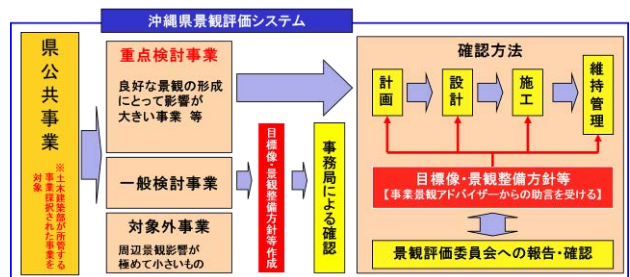 沖縄県景観評価システム
県公共事業
※土木建築部が所管する
事業採択された事業を
対象
重点検討事業
良好な景観の形成
にとって影響が
大きい事業 等
一般検討事業
対象外事業
周辺景観影響が
極めて小さいもの
目標像・景観整備方針等作成
事務局による確認
確認方法
計画
設計
施工
維持管理
目標像・景観整備方針等
【事業景観アドバイザーからの助言を受ける】
景観評価委員会への報告・確認